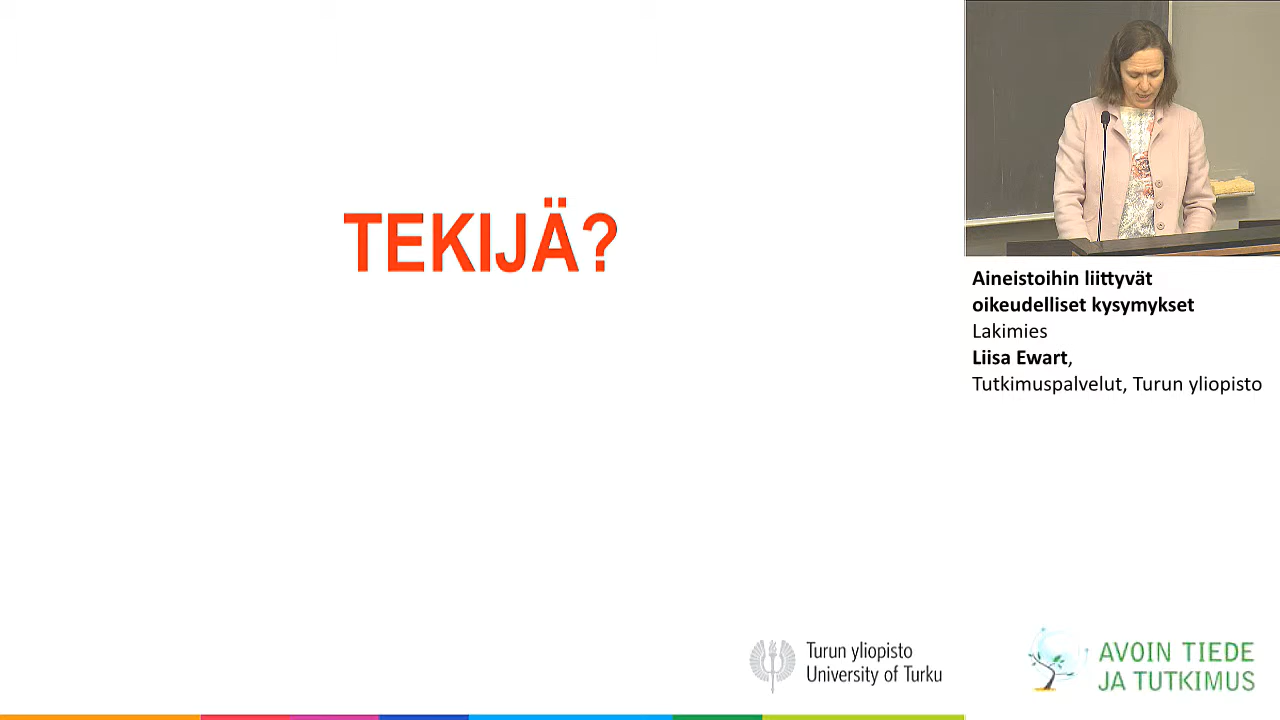 TEKIJÄ?
Aineistoihin liittyvät
oikeudelliset kysymykset
Lakimies
Liisa Ewart,
Tutkimuspalvelut, Turun yliopisto
Turun yliopisto
University of Turku
AVOIN TIEDE
JA TUTKIMUS